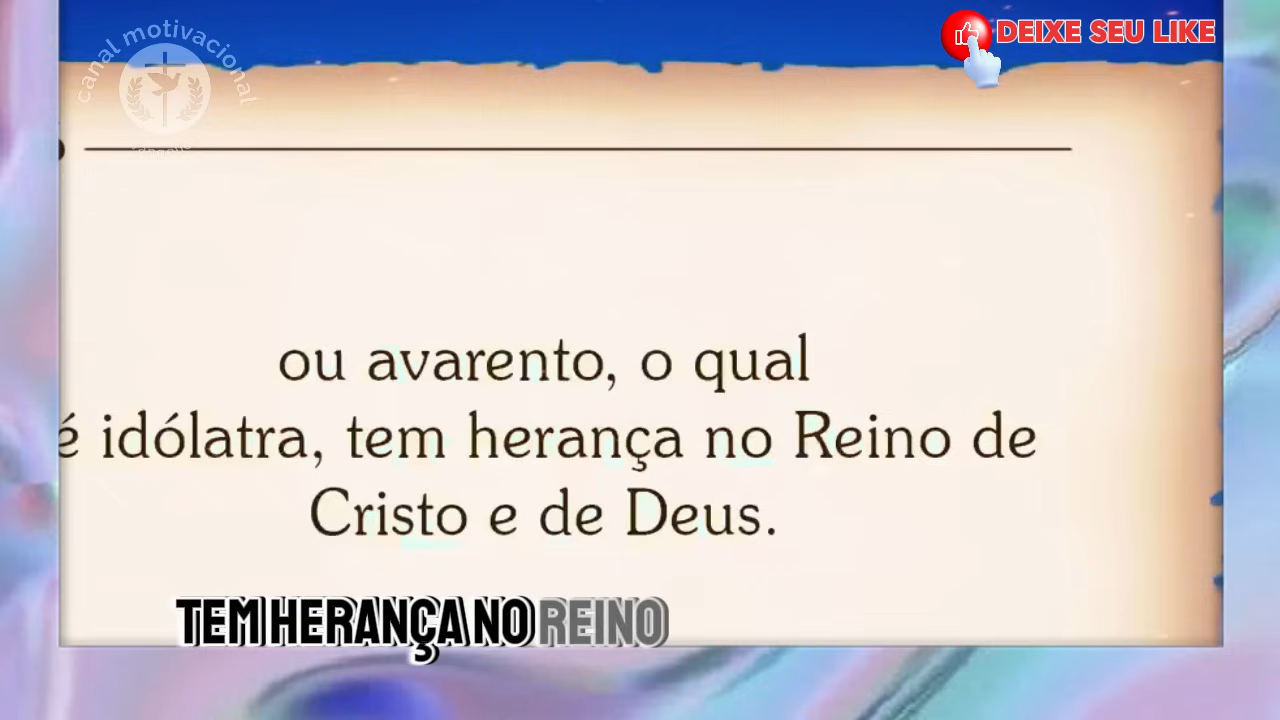 canal motivacional
DEIXE SEU LIKE
ou avarento, o qual
é idólatra, tem herança no Reino de
Cristo e de Deus.
TEM HERANÇA NO REINO